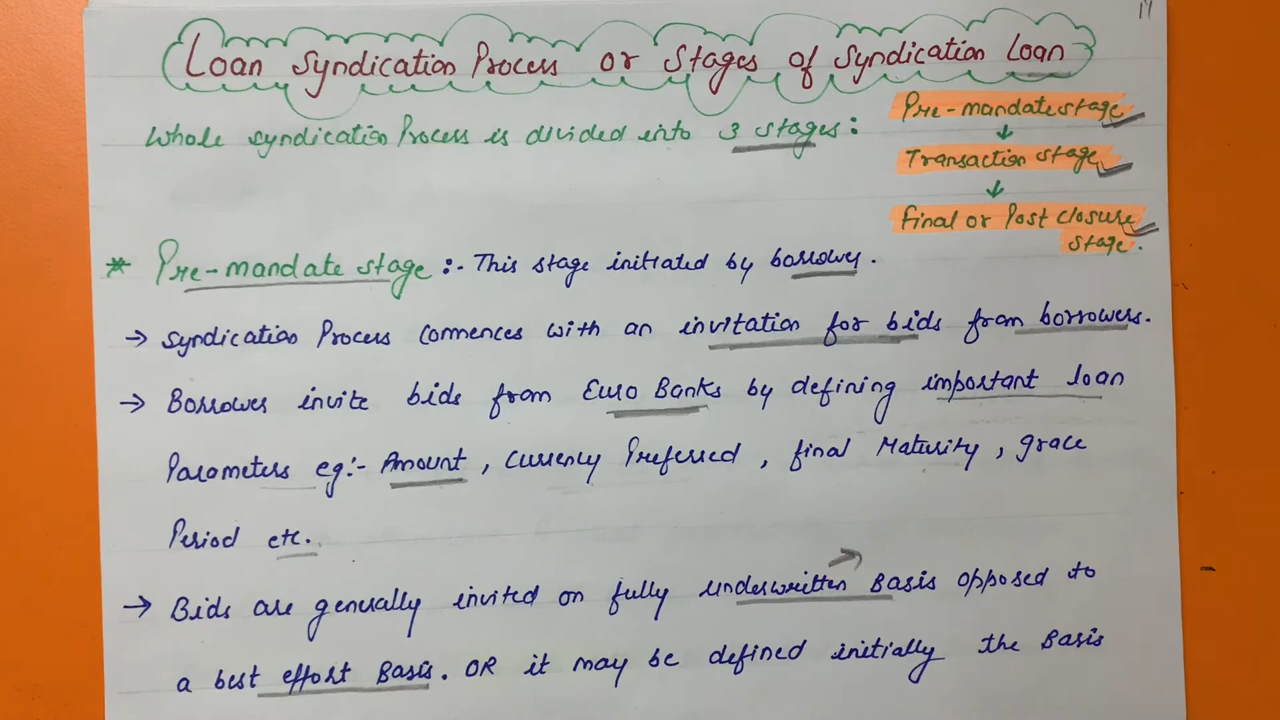 Loan Syndication Process or Stages of Syndication Loan
Whole syndication Process is divided into 3 stages:
Pre-mandate stage
↓
Transaction stage
↓
Final or Post closure
stage.
* Pre-mandate stage :- This stage initiated by borrower.
→ Syndication Process commences with an invitation for bids from borrowers.
→ Borrower invite bids from Euro Banks by defining important loan
Parameters eg:- Amount, Currency Preferred, final Maturity, grace
Period etc.
→ Bids are generally invited on fully underwritten Basis opposed to
a best effort Basis. OR it may be defined initially the Basis